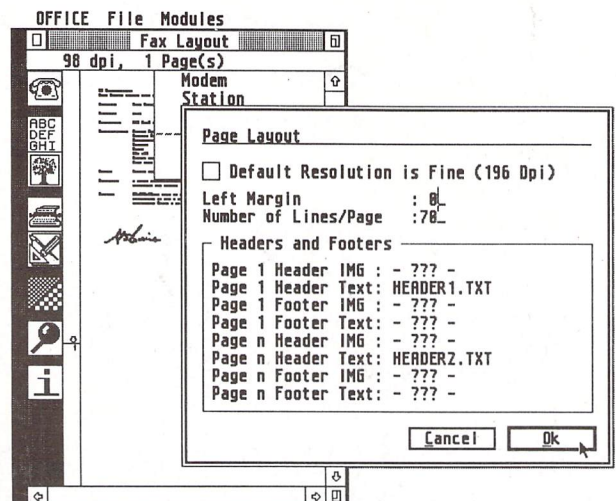 OFFICE File Modules
Fax Layout
98 dpi, 1 Page(s)
Modem
Station
ABC
DEF
GHI
i
Page Layout
Default Resolution is Fine (196 Dpi)
Left Margin : 0_
Number of Lines/Page :70_
Headers and Footers
Page 1 Header IMG : - ??? -
Page 1 Header Text: HEADER1.TXT
Page 1 Footer IMG : - ??? -
Page 1 Footer Text: - ??? -
Page n Header IMG : - ??? -
Page n Header Text: HEADER2.TXT
Page n Footer IMG : - ??? -
Page n Footer Text: - ??? -
Cancel Ok